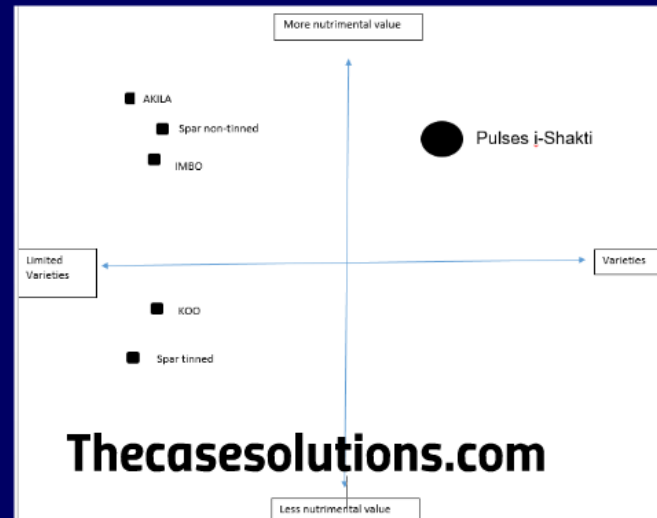 More nutrimental value
AKILA
Spar non-tinned
Pulses i-Shakti
IMBO
Limited
Varieties
Varieties
KOO
Spar tinned
Thecasesolutions.com
Less nutrimental value